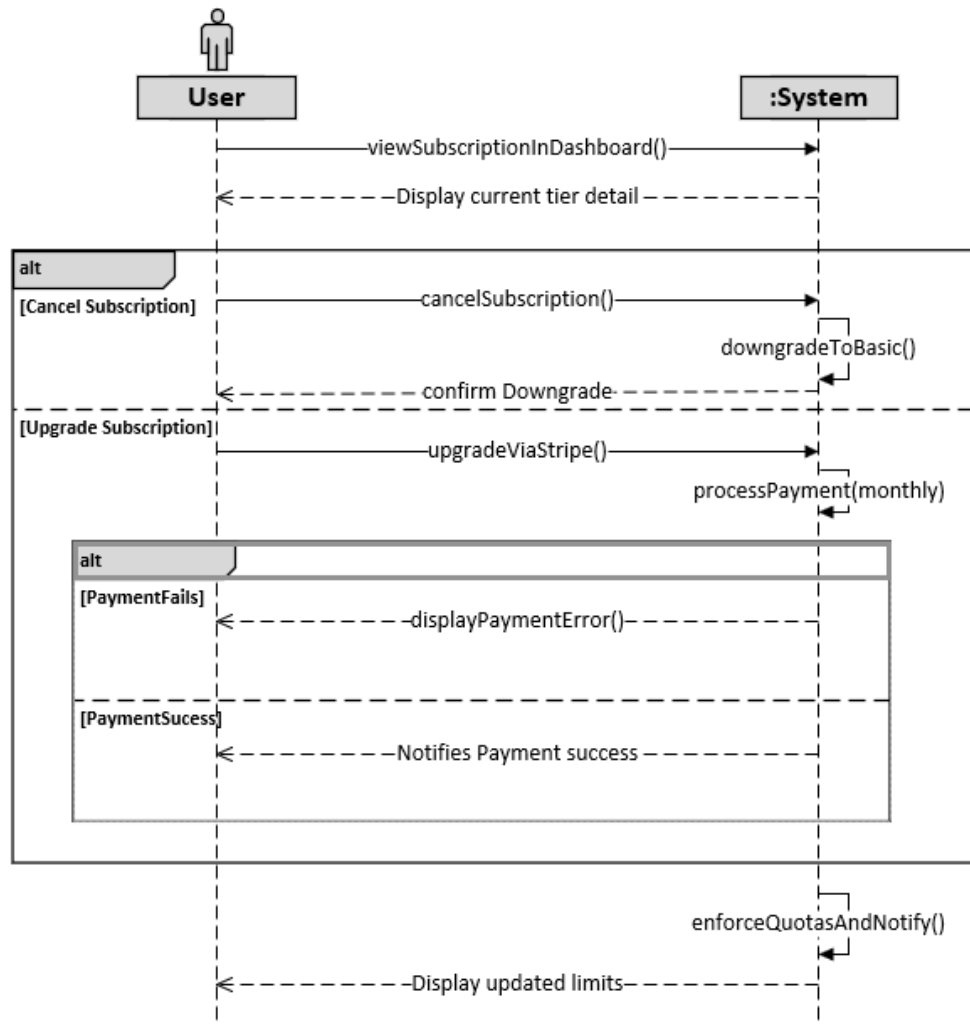 User
:System
viewSubscriptionInDashboard()
Display current tier detail
alt
[Cancel Subscription]
cancelSubscription()
downgradeToBasic()
confirm Downgrade
[Upgrade Subscription]
upgradeViaStripe()
processPayment(monthly)
alt
[PaymentFails]
displayPaymentError()
[PaymentSucess]
Notifies Payment success
enforceQuotasAndNotify()
Display updated limits